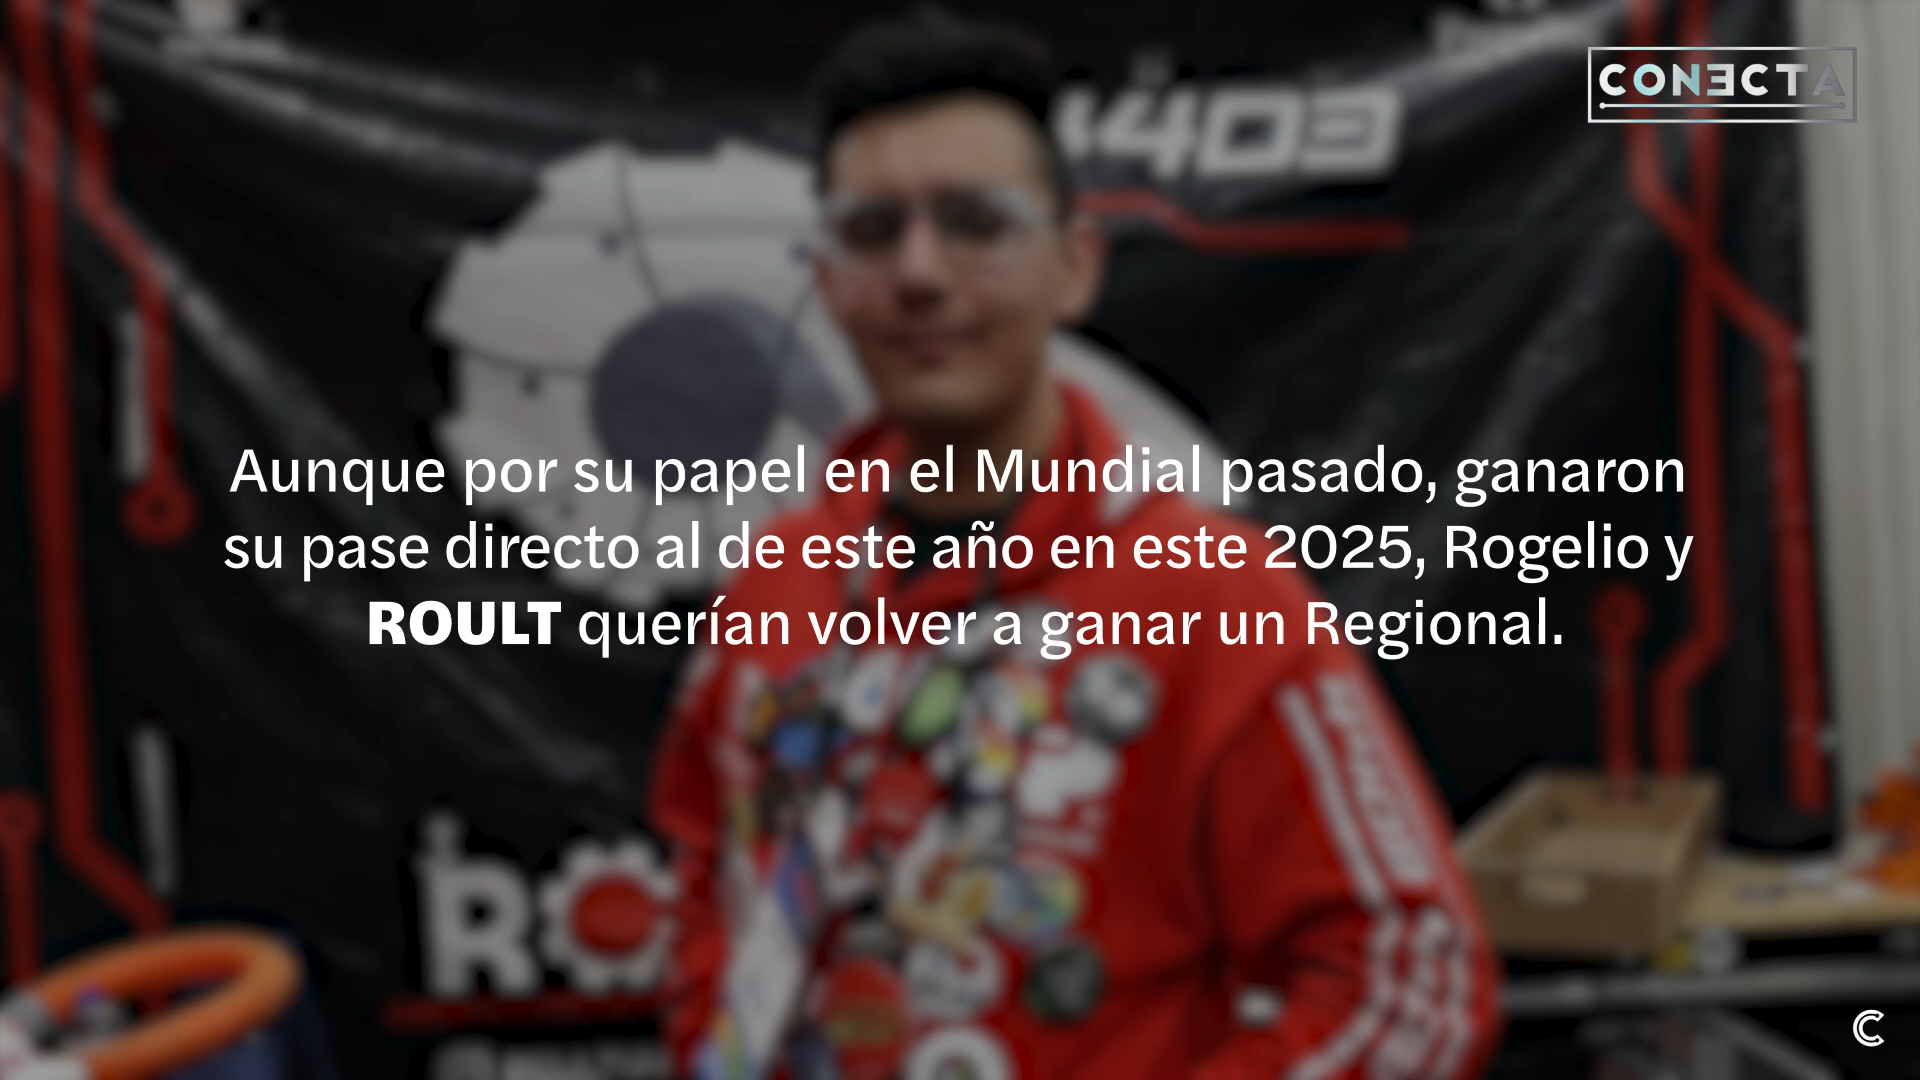 CONECTA
4403
Aunque por su papel en el Mundial pasado, ganaron
su pase directo al de este año en este 2025, Rogelio y
ROULT querían volver a ganar un Regional.